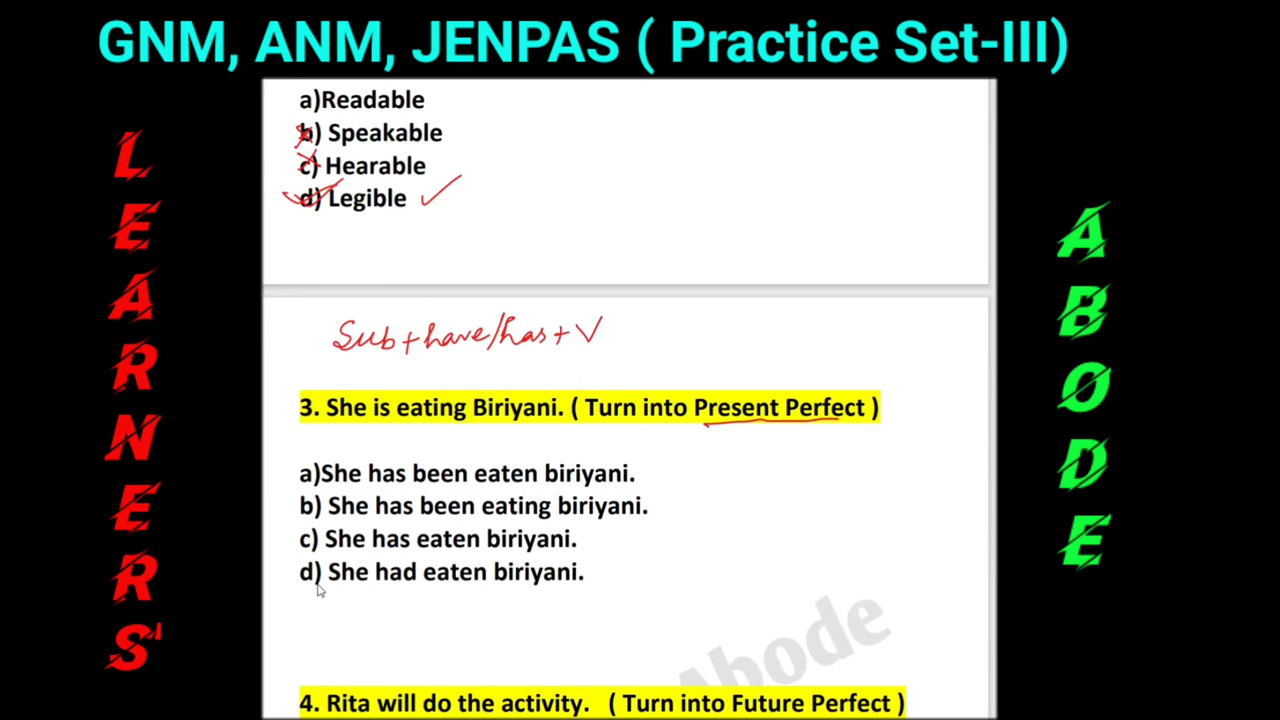 GNM, ANM, JENPAS ( Practice Set-III)
LEARNERS'
ABODE
a)Readable
b) Speakable
c) Hearable
d) Legible
Sub + have/has + V
3. She is eating Biriyani. ( Turn into Present Perfect )
a)She has been eaten biriyani.
b) She has been eating biriyani.
c) She has eaten biriyani.
d) She had eaten biriyani.
Abode
4. Rita will do the activity. ( Turn into Future Perfect )